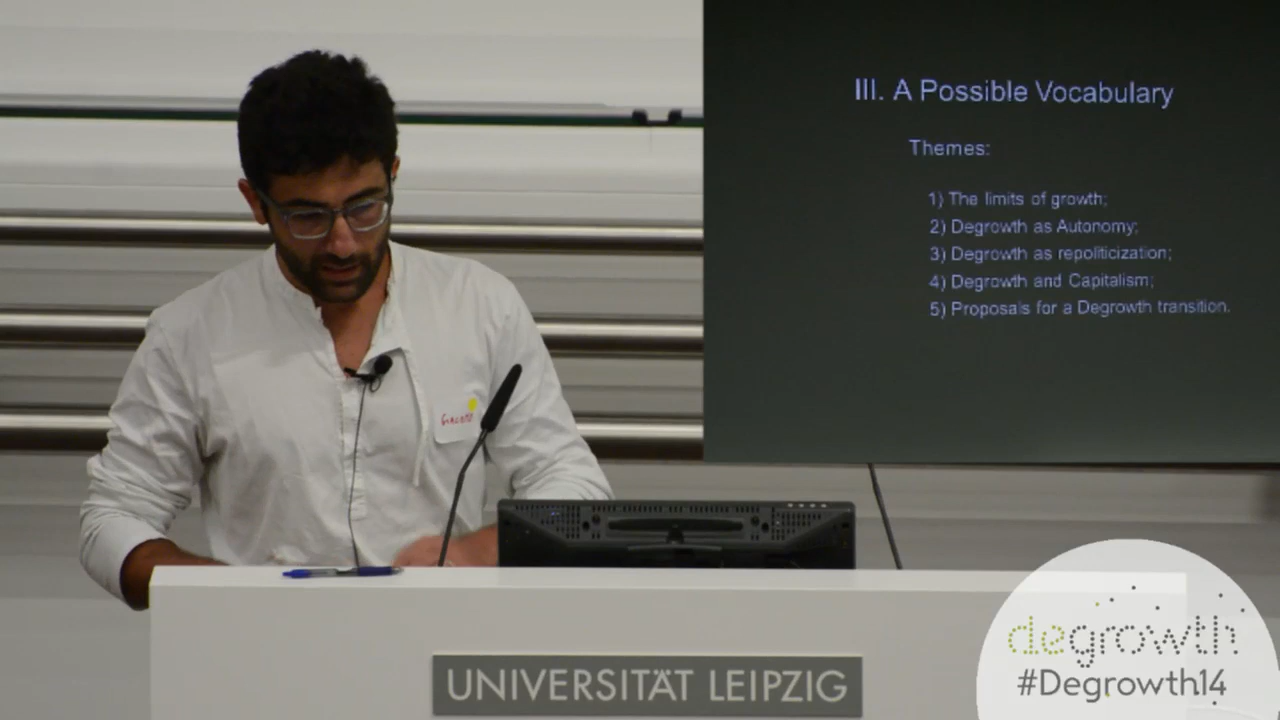 III. A Possible Vocabulary
Themes:
1) The limits of growth;
2) Degrowth as Autonomy;
3) Degrowth as repoliticization;
4) Degrowth and Capitalism;
5) Proposals for a Degrowth transition.
UNIVERSITÄT LEIPZIG
degrowth
#Degrowth14